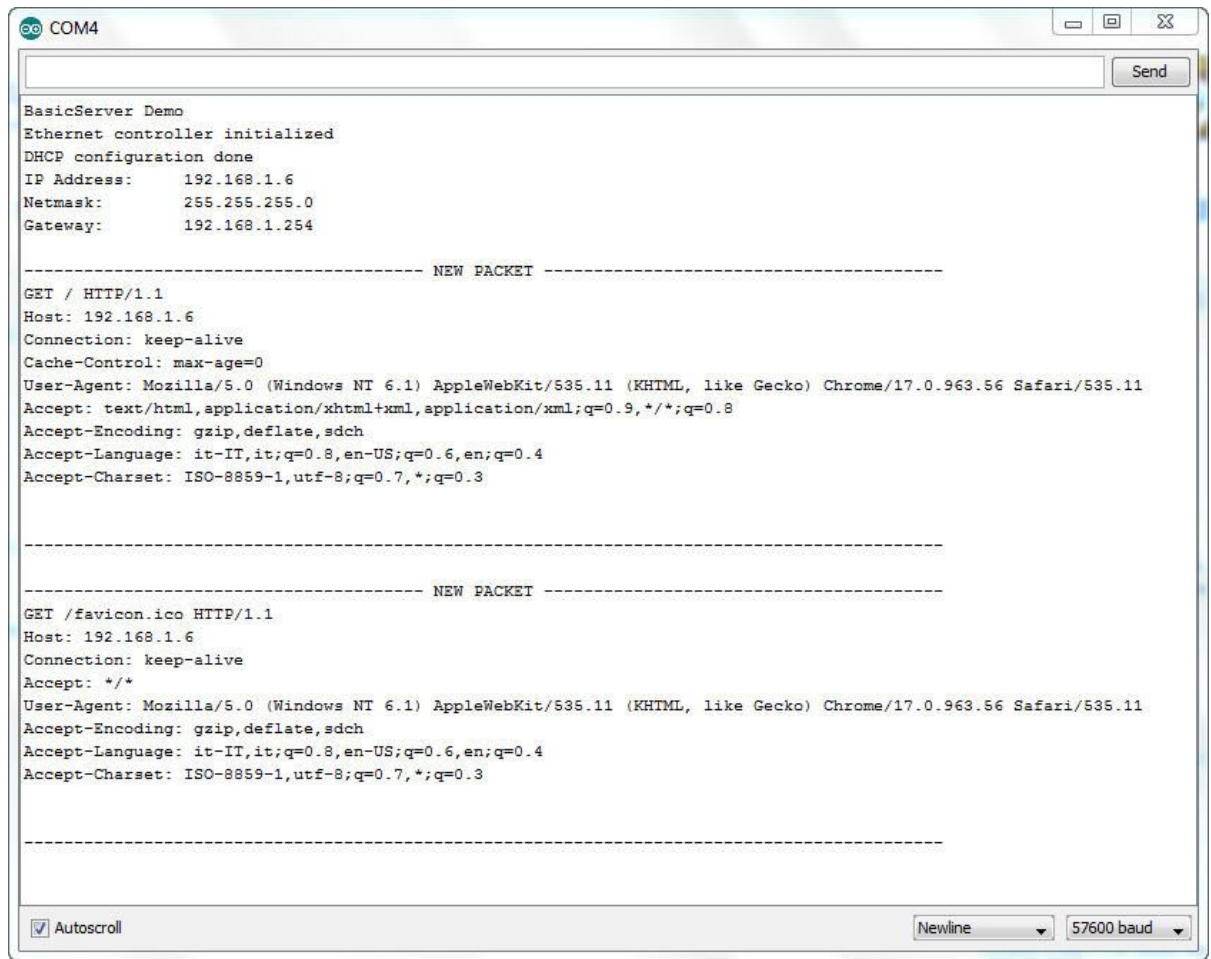 COM4
Send
BasicServer Demo
Ethernet controller initialized
DHCP configuration done
IP Address: 192.168.1.6
Netmask: 255.255.255.0
Gateway: 192.168.1.254
---------------------------------------- NEW PACKET ----------------------------------------
GET / HTTP/1.1
Host: 192.168.1.6
Connection: keep-alive
Cache-Control: max-age=0
User-Agent: Mozilla/5.0 (Windows NT 6.1) AppleWebKit/535.11 (KHTML, like Gecko) Chrome/17.0.963.56 Safari/535.11
Accept: text/html,application/xhtml+xml,application/xml;q=0.9,*/*;q=0.8
Accept-Encoding: gzip,deflate,sdch
Accept-Language: it-IT,it;q=0.8,en-US;q=0.6,en;q=0.4
Accept-Charset: ISO-8859-1,utf-8;q=0.7,*;q=0.3
--------------------------------------------------------------------------------------------
---------------------------------------- NEW PACKET ----------------------------------------
GET /favicon.ico HTTP/1.1
Host: 192.168.1.6
Connection: keep-alive
Accept: */*
User-Agent: Mozilla/5.0 (Windows NT 6.1) AppleWebKit/535.11 (KHTML, like Gecko) Chrome/17.0.963.56 Safari/535.11
Accept-Encoding: gzip,deflate,sdch
Accept-Language: it-IT,it;q=0.8,en-US;q=0.6,en;q=0.4
Accept-Charset: ISO-8859-1,utf-8;q=0.7,*;q=0.3
--------------------------------------------------------------------------------------------
Autoscroll Newline 57600 baud